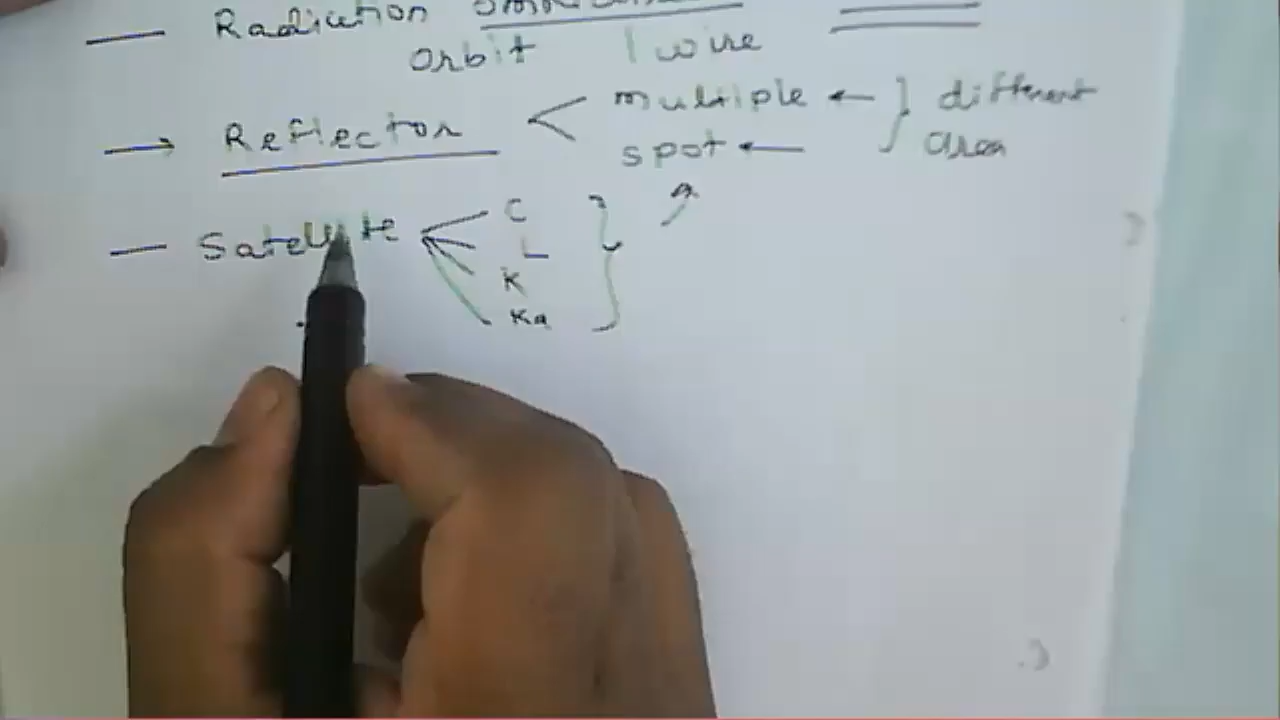 — Radiation
Orbit | wire
→ Reflector < multiple ← } different
spot ← area
— Satellite C
L
K
Ka